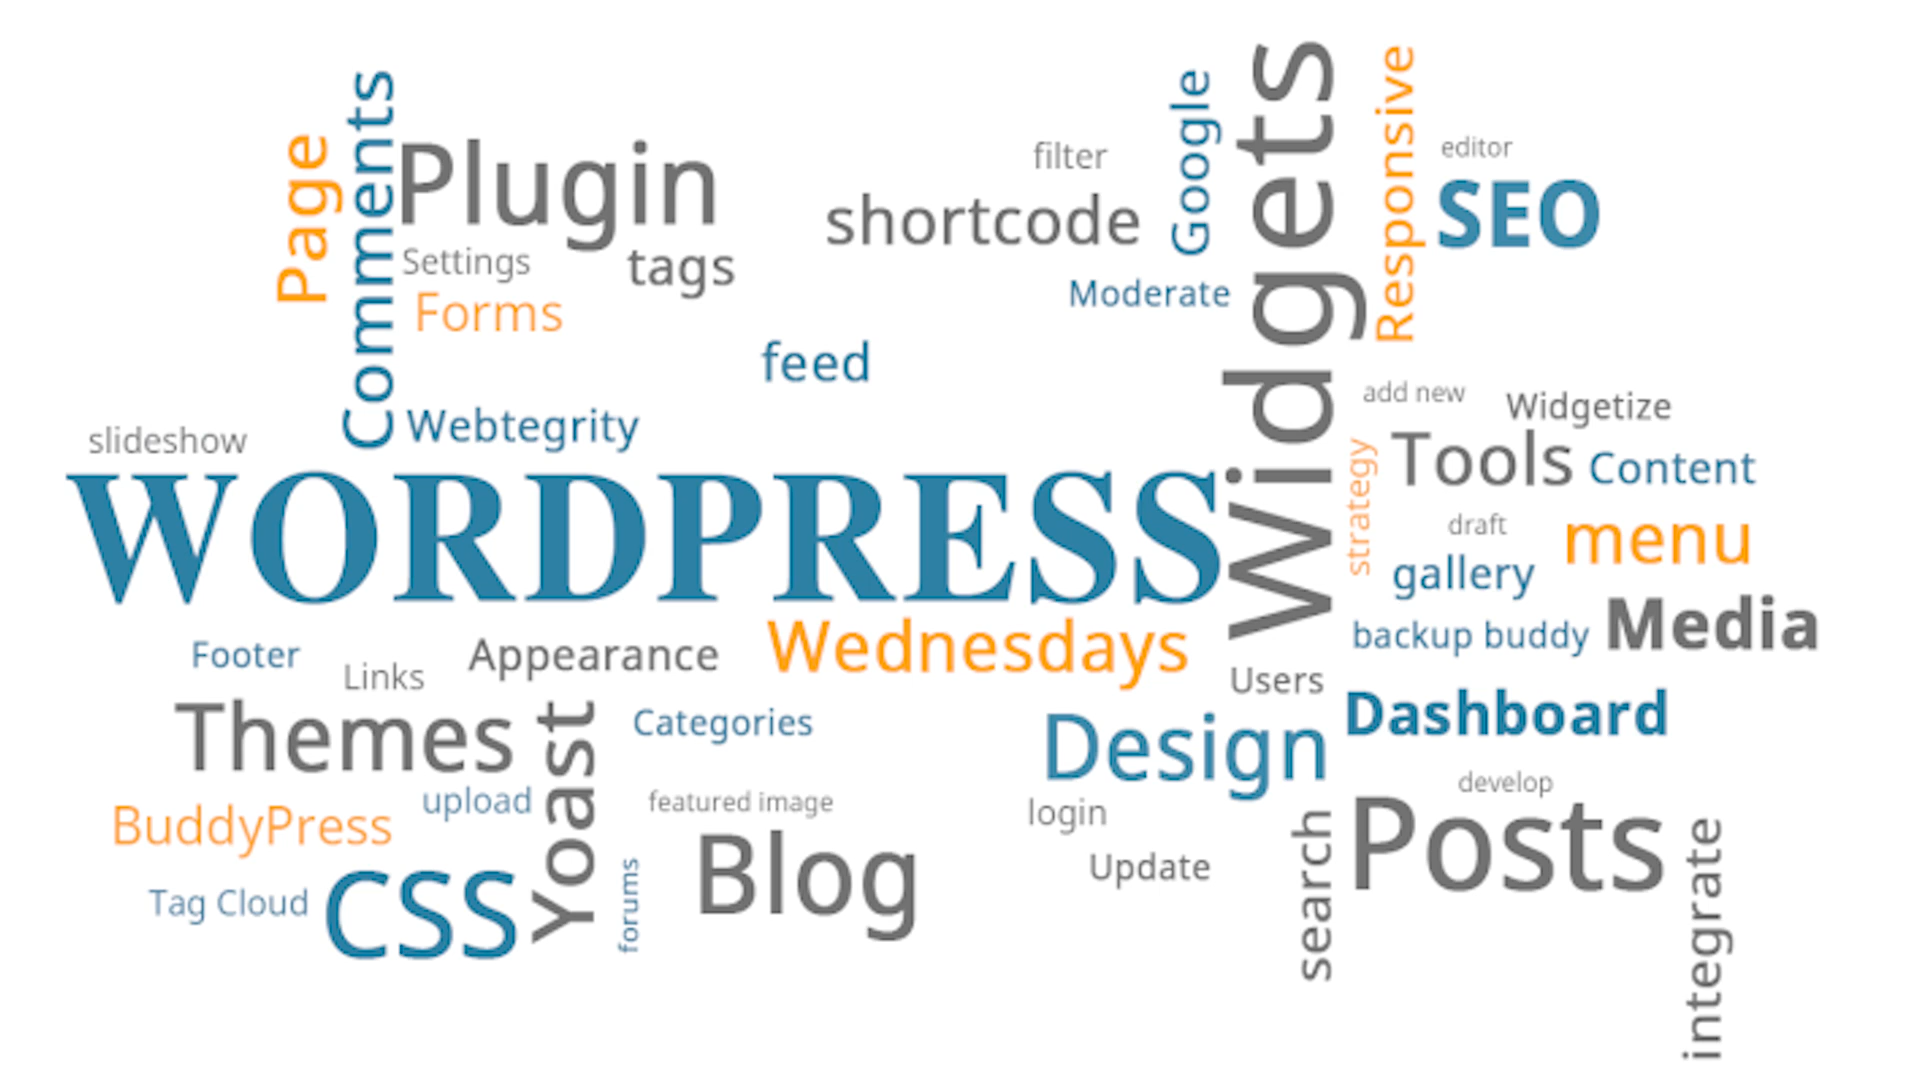 Page
Comments
Plugin
Settings
tags
Forms
filter
shortcode
Google
Moderate
Widgets
Responsive
editor
SEO
feed
Webtegrity
slideshow
WORDPRESS
Wednesdays
add new
Widgetize
Tools
Content
strategy
draft
menu
gallery
backup buddy
Media
Footer
Links
Appearance
Users
Dashboard
Themes
Yoast
Categories
Design
BuddyPress
upload
featured image
login
develop
Tag Cloud
CSS
forums
Blog
Update
search
Posts
integrate